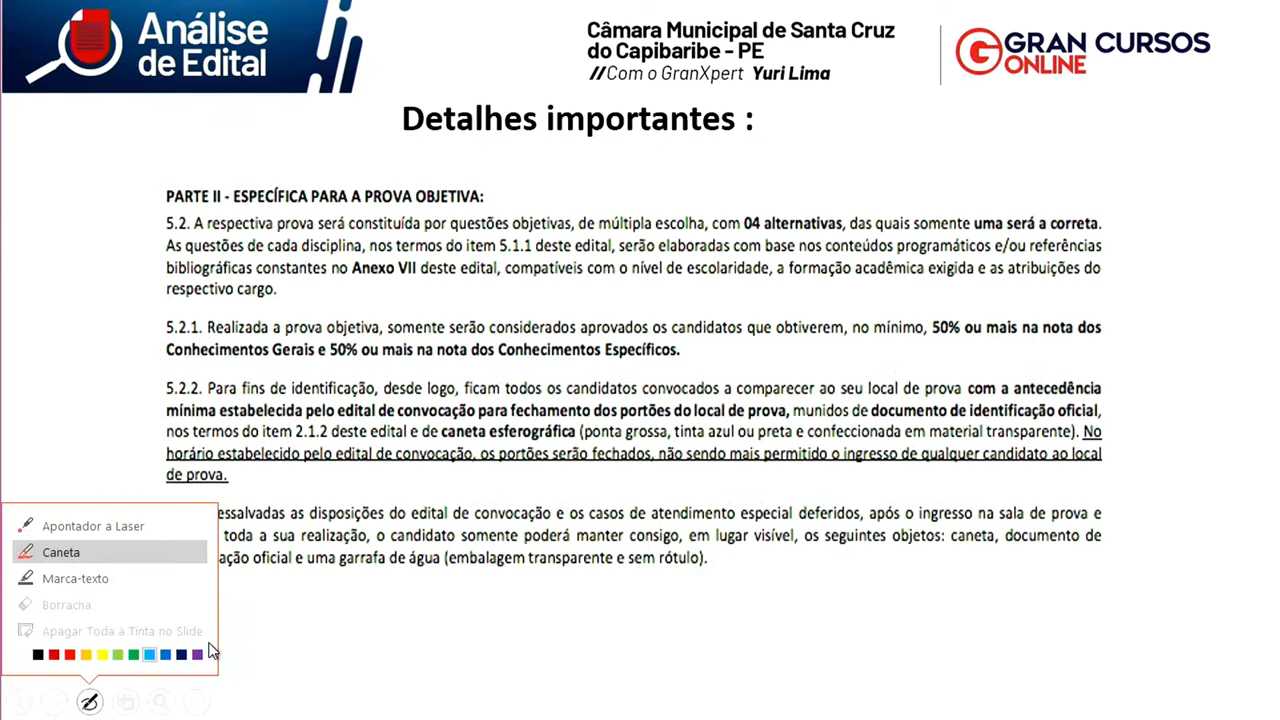 Análise
de Edital
Câmara Municipal de Santa Cruz
do Capibaribe - PE
//Com o GranXpert Yuri Lima
G GRAN CURSOS
ONLINE
Detalhes importantes :
PARTE II - ESPECÍFICA PARA A PROVA OBJETIVA:
5.2. A respectiva prova será constituída por questões objetivas, de múltipla escolha, com 04 alternativas, das quais somente uma será a correta.
As questões de cada disciplina, nos termos do item 5.1.1 deste edital, serão elaboradas com base nos conteúdos programáticos e/ou referências
bibliográficas constantes no Anexo VII deste edital, compatíveis com o nível de escolaridade, a formação acadêmica exigida e as atribuições do
respectivo cargo.
5.2.1. Realizada a prova objetiva, somente serão considerados aprovados os candidatos que obtiverem, no mínimo, 50% ou mais na nota dos
Conhecimentos Gerais e 50% ou mais na nota dos Conhecimentos Específicos.
5.2.2. Para fins de identificação, desde logo, ficam todos os candidatos convocados a comparecer ao seu local de prova com a antecedência
mínima estabelecida pelo edital de convocação para fechamento dos portões do local de prova, munidos de documento de identificação oficial,
nos termos do item 2.1.2 deste edital e de caneta esferográfica (ponta grossa, tinta azul ou preta e confeccionada em material transparente). No
horário estabelecido pelo edital de convocação, os portões serão fechados, não sendo mais permitido o ingresso de qualquer candidato ao local
de prova.
essalvadas as disposições do edital de convocação e os casos de atendimento especial deferidos, após o ingresso na sala de prova e
toda a sua realização, o candidato somente poderá manter consigo, em lugar visível, os seguintes objetos: caneta, documento de
ação oficial e uma garrafa de água (embalagem transparente e sem rótulo).
Apontador a Laser
Caneta
Marca-texto
Borracha
Apagar Toda a Tinta no Slide